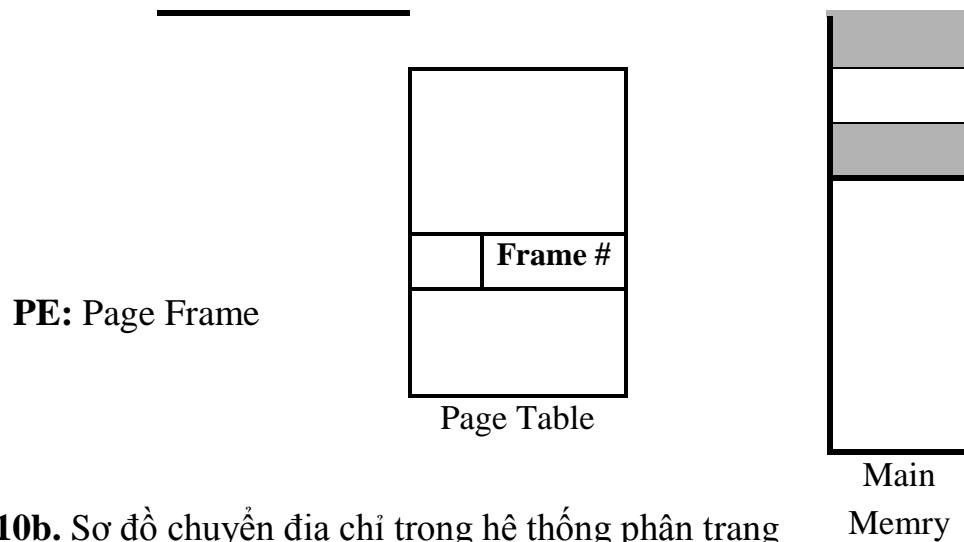 Frame #
PE: Page Frame
Page Table
Main
Memry
10b. Sơ đồ chuyển địa chỉ trong hệ thống phân trang